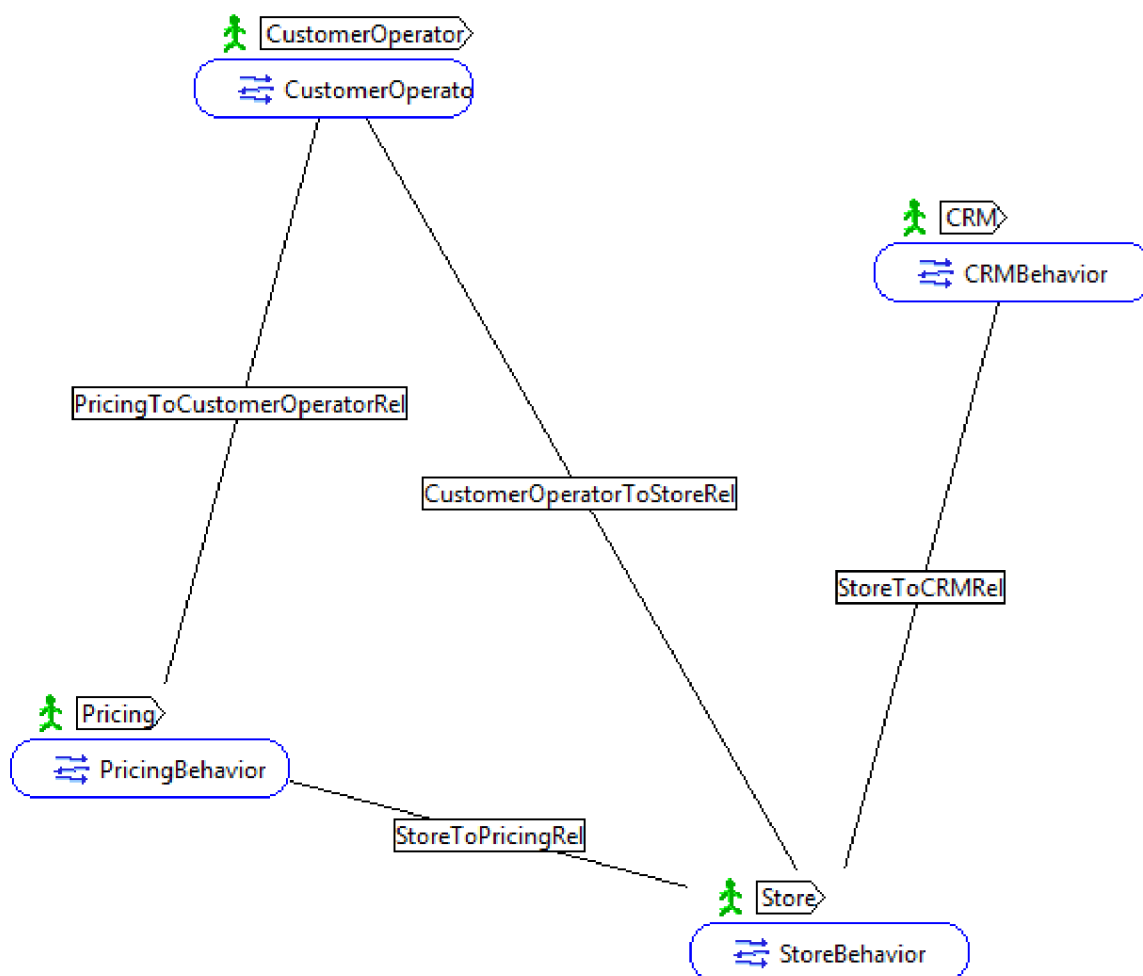 CustomerOperator
CustomerOperato
CRM
CRMBehavior
PricingToCustomerOperatorRel
CustomerOperatorToStoreRel
StoreToCRMRel
Pricing
PricingBehavior
StoreToPricingRel
Store
StoreBehavior